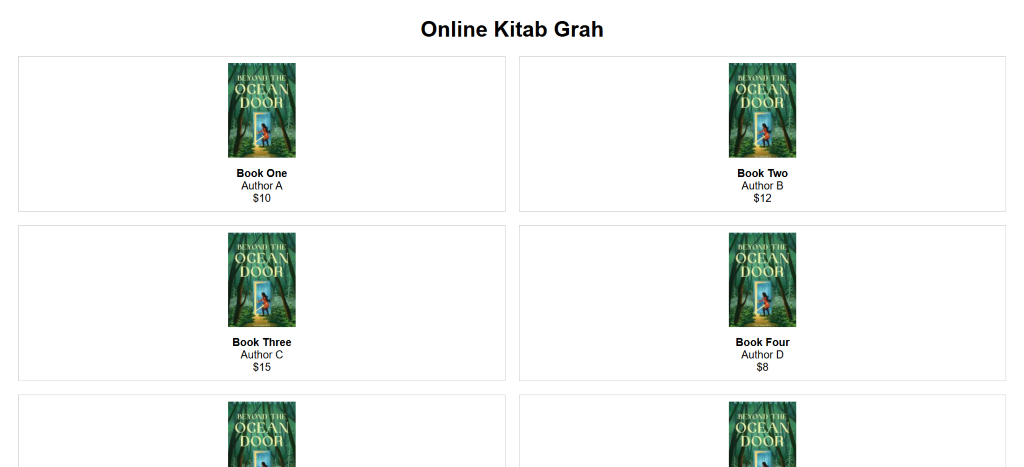 Online Kitab Grah
BEYOND THE
OCEAN
DOOR
BEYOND THE
OCEAN
DOOR
Book One
Author A
$10
Book Two
Author B
$12
BEYOND THE
OCEAN
DOOR
BEYOND THE
OCEAN
DOOR
Book Three
Author C
$15
Book Four
Author D
$8
BEYOND THE
OCEAN
DOOR
BEYOND THE
OCEAN
DOOR